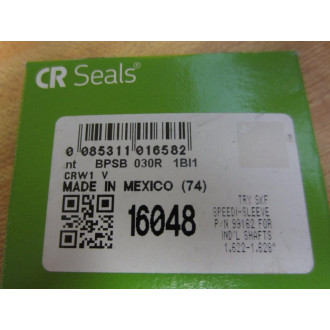 CR Seals®
0 085311 016582
nt BPSB 030R 1BI1
CRW1 V
MADE IN MEXICO (74)
16048
TRY SKF
SPEEDI-SLEEVE
P/N 99162 FOR
IND'L SHAFTS
1.622-1.628"